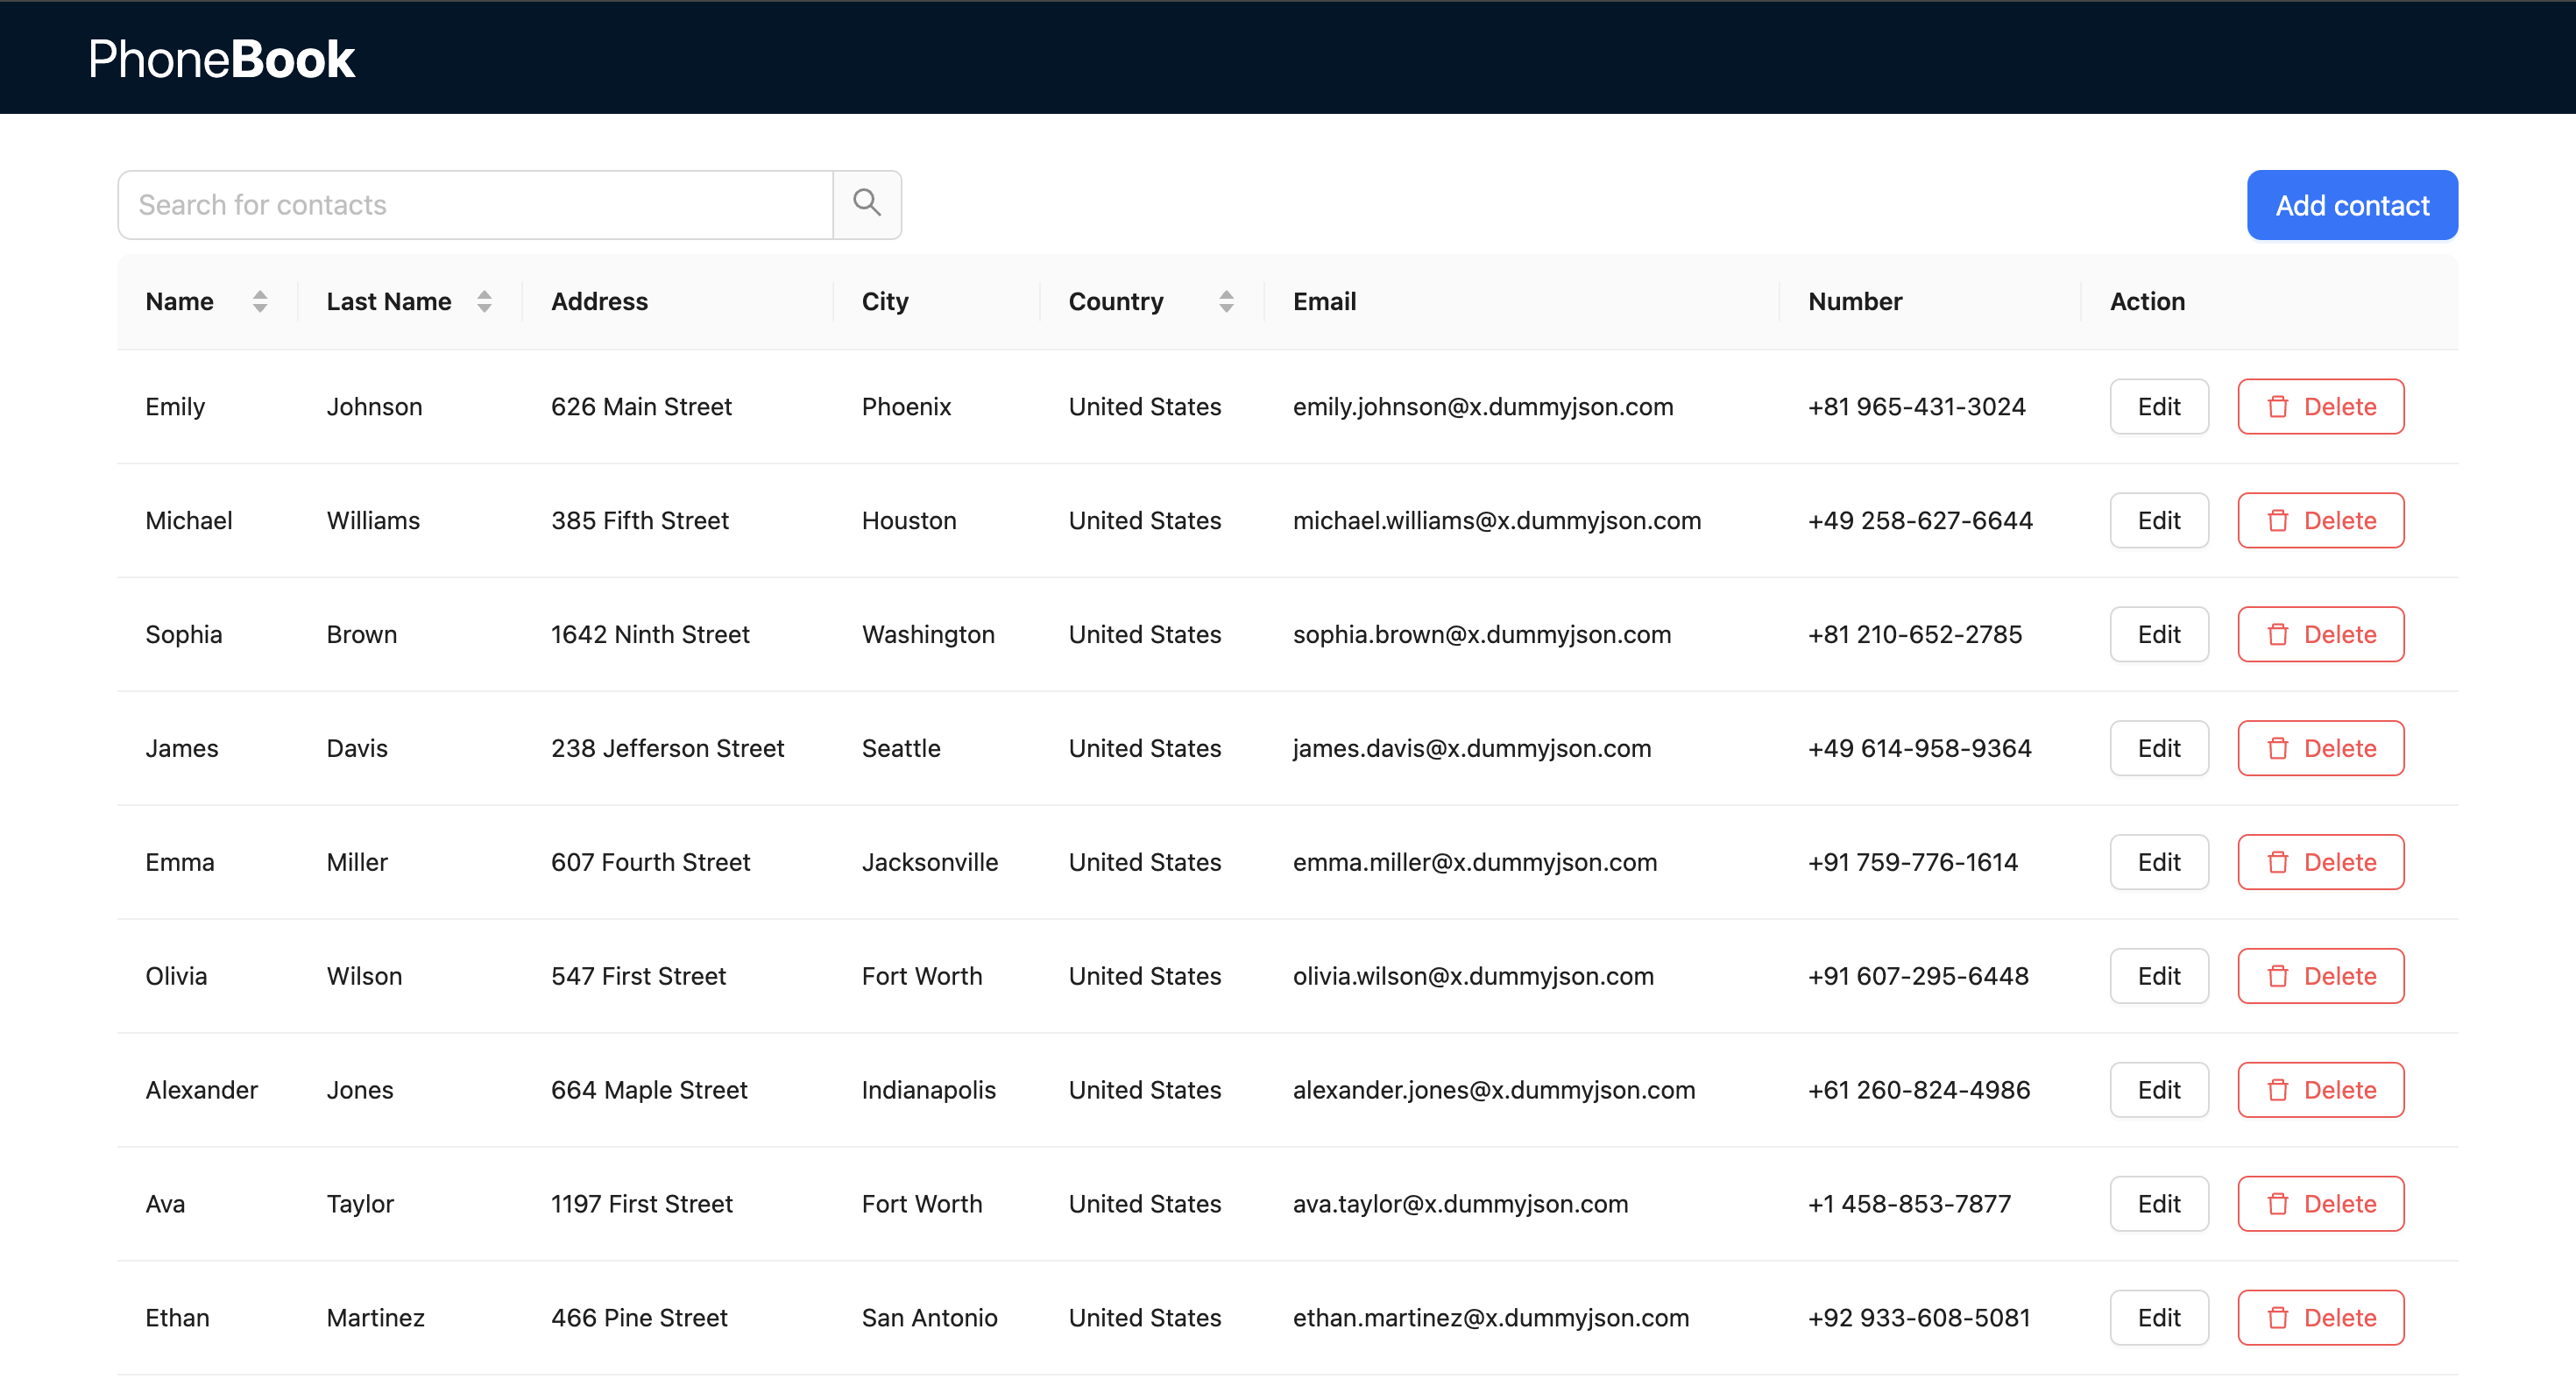 PhoneBook
Search for contacts
Add contact
Name Last Name Address City Country Email Number Action
Emily Johnson 626 Main Street Phoenix United States emily.johnson@x.dummyjson.com +81 965-431-3024 Edit Delete
Michael Williams 385 Fifth Street Houston United States michael.williams@x.dummyjson.com +49 258-627-6644 Edit Delete
Sophia Brown 1642 Ninth Street Washington United States sophia.brown@x.dummyjson.com +81 210-652-2785 Edit Delete
James Davis 238 Jefferson Street Seattle United States james.davis@x.dummyjson.com +49 614-958-9364 Edit Delete
Emma Miller 607 Fourth Street Jacksonville United States emma.miller@x.dummyjson.com +91 759-776-1614 Edit Delete
Olivia Wilson 547 First Street Fort Worth United States olivia.wilson@x.dummyjson.com +91 607-295-6448 Edit Delete
Alexander Jones 664 Maple Street Indianapolis United States alexander.jones@x.dummyjson.com +61 260-824-4986 Edit Delete
Ava Taylor 1197 First Street Fort Worth United States ava.taylor@x.dummyjson.com +1 458-853-7877 Edit Delete
Ethan Martinez 466 Pine Street San Antonio United States ethan.martinez@x.dummyjson.com +92 933-608-5081 Edit Delete